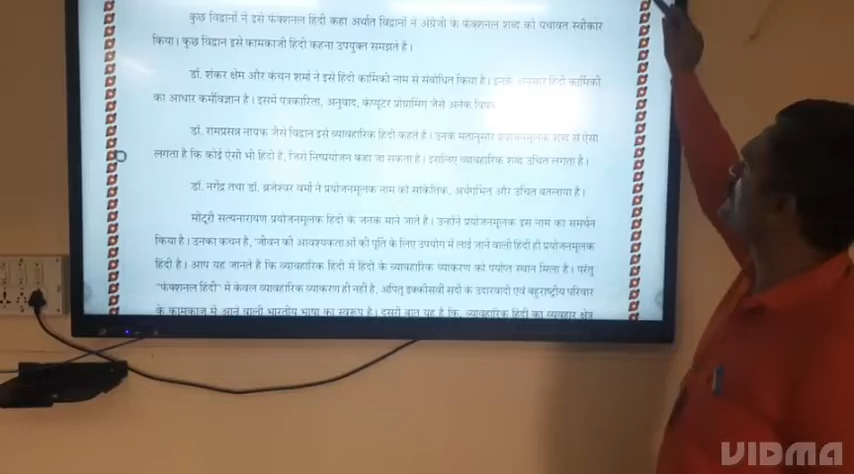 कुछ विद्वानों ने इसे फंक्शनल हिंदी कहा अर्थात विद्वानों ने अंग्रेजी के फंक्शनल शब्द को यथावत स्वीकार
किया। कुछ विद्वान इसे कामकाजी हिंदी कहना उपयुक्त समझते है।
डॉ. शंकर क्षेम और कंचन शर्मा ने इसे हिंदी कार्मिकी नाम से संबोधित किया है। इनके अनुसार हिंदी कार्मिकी
का आधार कर्मविज्ञान है। इसमें पत्रकारिता, अनुवाद, कंप्यूटर प्रोग्रामिंग जैसे अनेक विषय
डॉ. रामप्रसन्न नायक जैसे विद्वान इसे व्यावहारिक हिंदी कहते है। उनके मतानुसार प्रयोजनमूलक शब्द से ऐसा
लगता है कि कोई ऐसी भी हिंदी है, जिसे निष्प्रयोजन कहा जा सकता है। इसलिए व्यावहारिक शब्द उचित लगता है।
डॉ. नगेंद्र तथा डॉ. ब्रजेश्वर वर्मा ने प्रयोजनमूलक नाम को सांकेतिक, अर्थगर्भित और उचित बतलाया है।
मोटूरी सत्यनारायण प्रयोजनमूलक हिंदी के जनक माने जाते है। उन्होंने प्रयोजनमूलक इस नाम का समर्थन
किया है। उनका कथन है, 'जीवन की आवश्यकताओं की पूर्ति के लिए उपयोग में लाई जाने वाली हिंदी ही प्रयोजनमूलक
हिंदी है। आप यह जानते है कि व्यावहारिक हिंदी में हिंदी के व्यावहारिक व्याकरण को पर्याप्त स्थान मिला है। परंतु
"फंक्शनल हिंदी" में केवल व्यावहारिक व्याकरण ही नहीं है, अपितु इक्कीसवीं सदी के उदारवादी एवं बहुराष्ट्रीय परिवार
के कामकाज में आने वाली भारतीय भाषा का स्वरूप है। दूसरी बात यह है कि, व्यावहारिक हिंदी का व्यवहार क्षेत्र
VIDMA